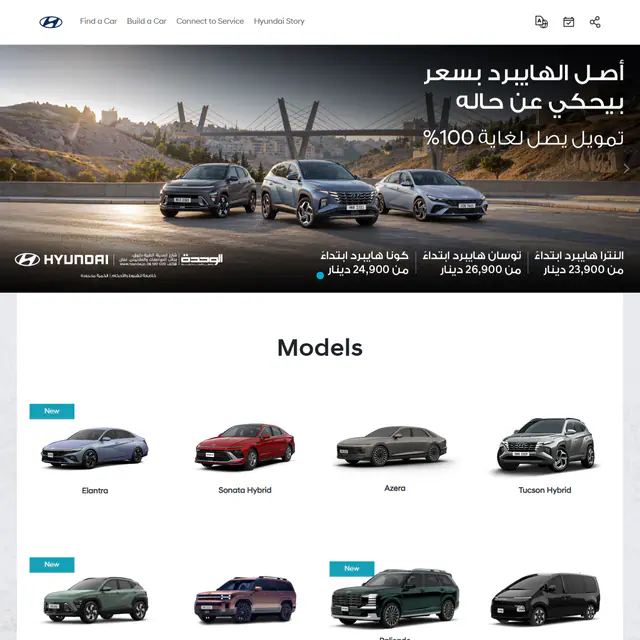 Find a Car
Build a Car
Connect to Service
Hyundai Story
أصل الهايبرد بسعر
بيحكي عن حاله
تمويل يصل لغاية 100%
HYUNDAI
الوحدة
كونا هايبرد ابتداءً
من 24,900 دينار
توسان هايبرد ابتداءً
من 26,900 دينار
النترا هايبرد ابتداءً
من 23,900 دينار
Models
New
Elantra
Sonata Hybrid
Azera
Tucson Hybrid
New
New
Palisade